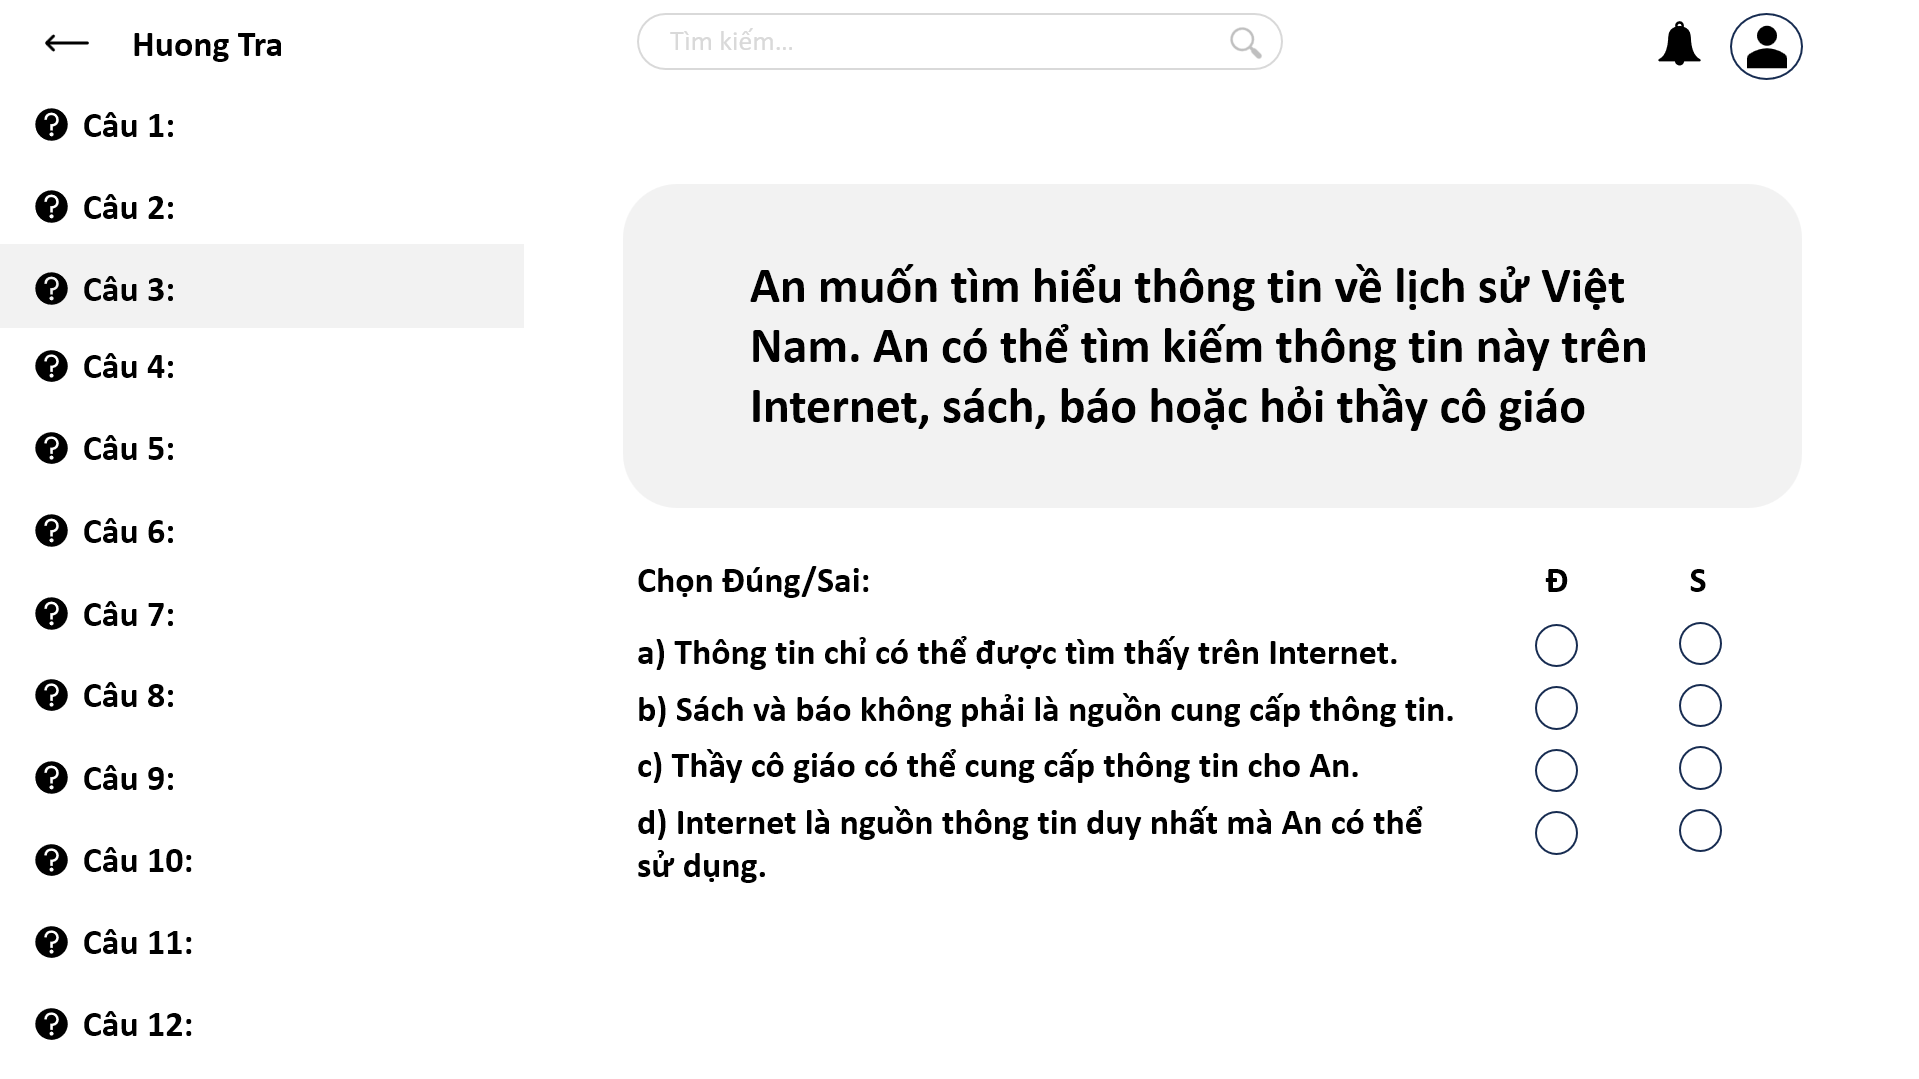 Huong Tra
Tìm kiếm...
Câu 1:
Câu 2:
Câu 3:
Câu 4:
Câu 5:
Câu 6:
Câu 7:
Câu 8:
Câu 9:
Câu 10:
Câu 11:
Câu 12:
An muốn tìm hiểu thông tin về lịch sử Việt
Nam. An có thể tìm kiếm thông tin này trên
Internet, sách, báo hoặc hỏi thầy cô giáo
Chọn Đúng/Sai: Đ S
a) Thông tin chỉ có thể được tìm thấy trên Internet.
b) Sách và báo không phải là nguồn cung cấp thông tin.
c) Thầy cô giáo có thể cung cấp thông tin cho An.
d) Internet là nguồn thông tin duy nhất mà An có thể
sử dụng.